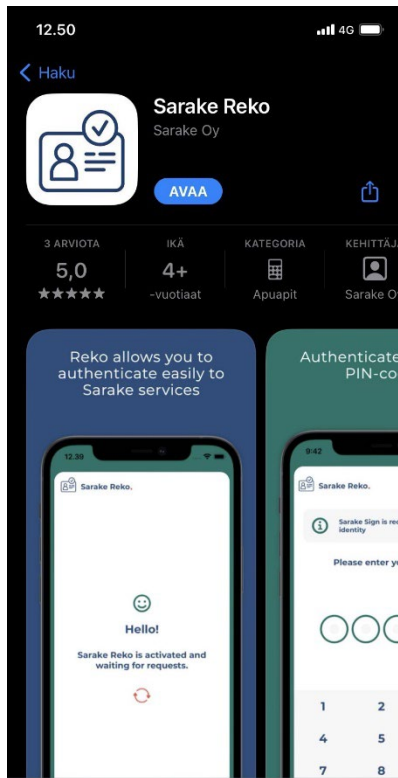 12.50
4G
Haku
Sarake Reko
Sarake Oy
AVAA
3 ARVIOTA
IKÄ
KATEGORIA
KEHITTÄJ
5,0
4+
-vuotiaat
Apuapit
Sarake O
Reko allows you to
authenticate easily to
Sarake services
12.39
Sarake Reko.
Hello!
Sarake Reko is activated and
waiting for requests.
Authenticate
PIN-co
9:42
Sarake Reko.
Sarake Sign is re
identity
Please enter yo
1 2
4 5
7 8